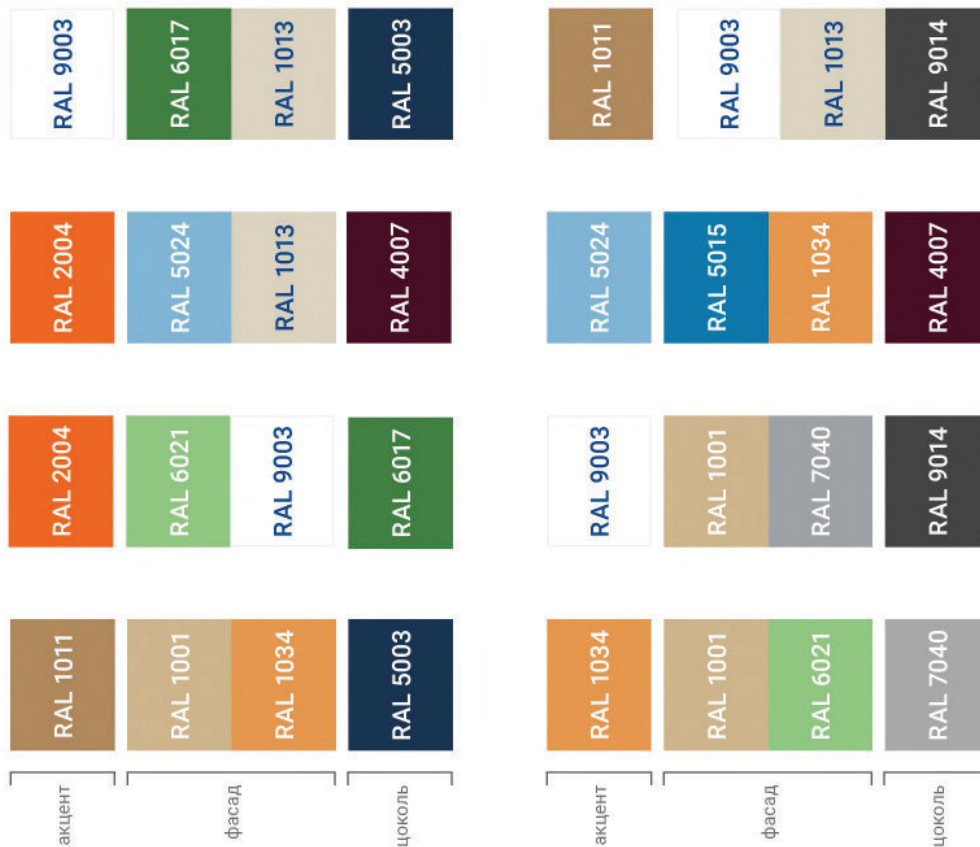 RAL 9003
RAL 6017
RAL 1013
RAL 5003
RAL 1011
RAL 9003
RAL 1013
RAL 9014
RAL 2004
RAL 5024
RAL 1013
RAL 4007
RAL 5024
RAL 5015
RAL 1034
RAL 4007
RAL 2004
RAL 6021
RAL 9003
RAL 6017
RAL 9003
RAL 1001
RAL 7040
RAL 9014
RAL 1011
RAL 1001
RAL 1034
RAL 5003
RAL 1034
RAL 1001
RAL 6021
RAL 7040
акцент
фасад
цоколь
акцент
фасад
цоколь